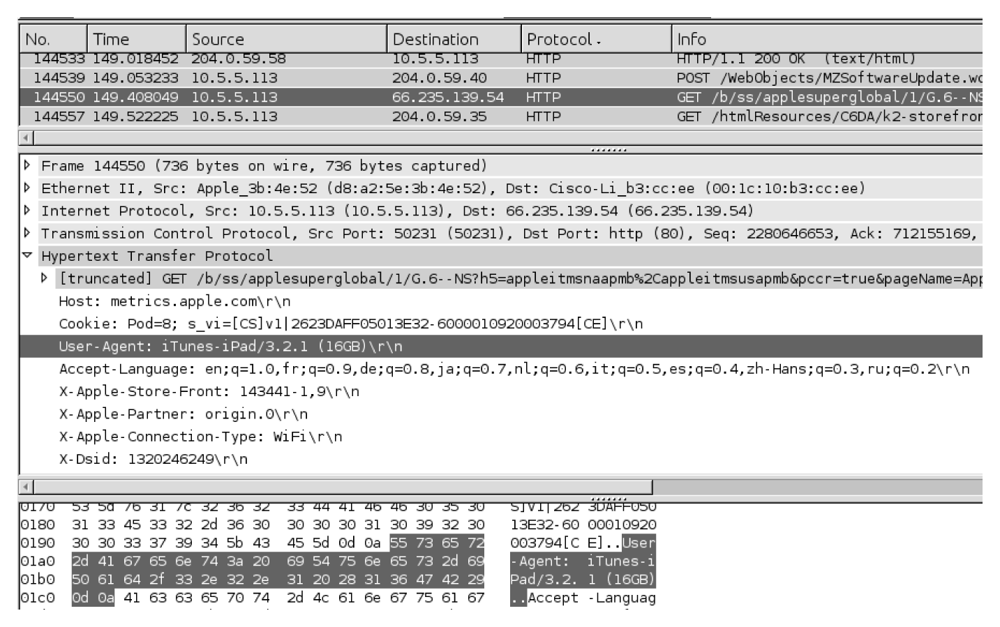 No. Time Source Destination Protocol . Info
144533 149.018452 204.0.59.58 10.5.5.113 HTTP HTTP/1.1 200 OK (text/html)
144539 149.053233 10.5.5.113 204.0.59.40 HTTP POST /WebObjects/MZSoftwareUpdate.wo
144550 149.408049 10.5.5.113 66.235.139.54 HTTP GET /b/ss/applesuperglobal/1/G.6--NS
144557 149.522225 10.5.5.113 204.0.59.35 HTTP GET /htmlResources/C6DA/k2-storefror
Frame 144550 (736 bytes on wire, 736 bytes captured)
Ethernet II, Src: Apple_3b:4e:52 (d8:a2:5e:3b:4e:52), Dst: Cisco-Li_b3:cc:ee (00:1c:10:b3:cc:ee)
Internet Protocol, Src: 10.5.5.113 (10.5.5.113), Dst: 66.235.139.54 (66.235.139.54)
Transmission Control Protocol, Src Port: 50231 (50231), Dst Port: http (80), Seq: 2280646653, Ack: 712155169,
Hypertext Transfer Protocol
[truncated] GET /b/ss/applesuperglobal/1/G.6--NS?h5=appleitmsnaapmb%2Cappleitmsusapmb&pccr=true&pageName=App
Host: metrics.apple.com\r\n
Cookie: Pod=8; s_vi=[CS]v1|2623DAFF05013E32-6000010920003794[CE]\r\n
User-Agent: iTunes-iPad/3.2.1 (16GB)\r\n
Accept-Language: en;q=1.0,fr;q=0.9,de;q=0.8,ja;q=0.7,nl;q=0.6,it;q=0.5,es;q=0.4,zh-Hans;q=0.3,ru;q=0.2\r\n
X-Apple-Store-Front: 143441-1,9\r\n
X-Apple-Partner: origin.0\r\n
X-Apple-Connection-Type: WiFi\r\n
X-Dsid: 1320246249\r\n
0170 53 5d 76 31 7c 32 36 32 33 44 41 46 46 30 35 30 S]v1|262 3DAFF050
0180 31 33 45 33 32 2d 36 30 30 30 30 31 30 39 32 30 13E32-60 00010920
0190 30 30 33 37 39 34 5b 43 45 5d 0d 0a 55 73 65 72 003794[C E]..User
01a0 2d 41 67 65 6e 74 3a 20 69 54 75 6e 65 73 2d 69 -Agent: iTunes-i
01b0 50 61 64 2f 33 2e 32 2e 31 20 28 31 36 47 42 29 Pad/3.2. 1 (16GB)
01c0 0d 0a 41 63 63 65 70 74 2d 4c 61 6e 67 75 61 67 ..Accept -Languag